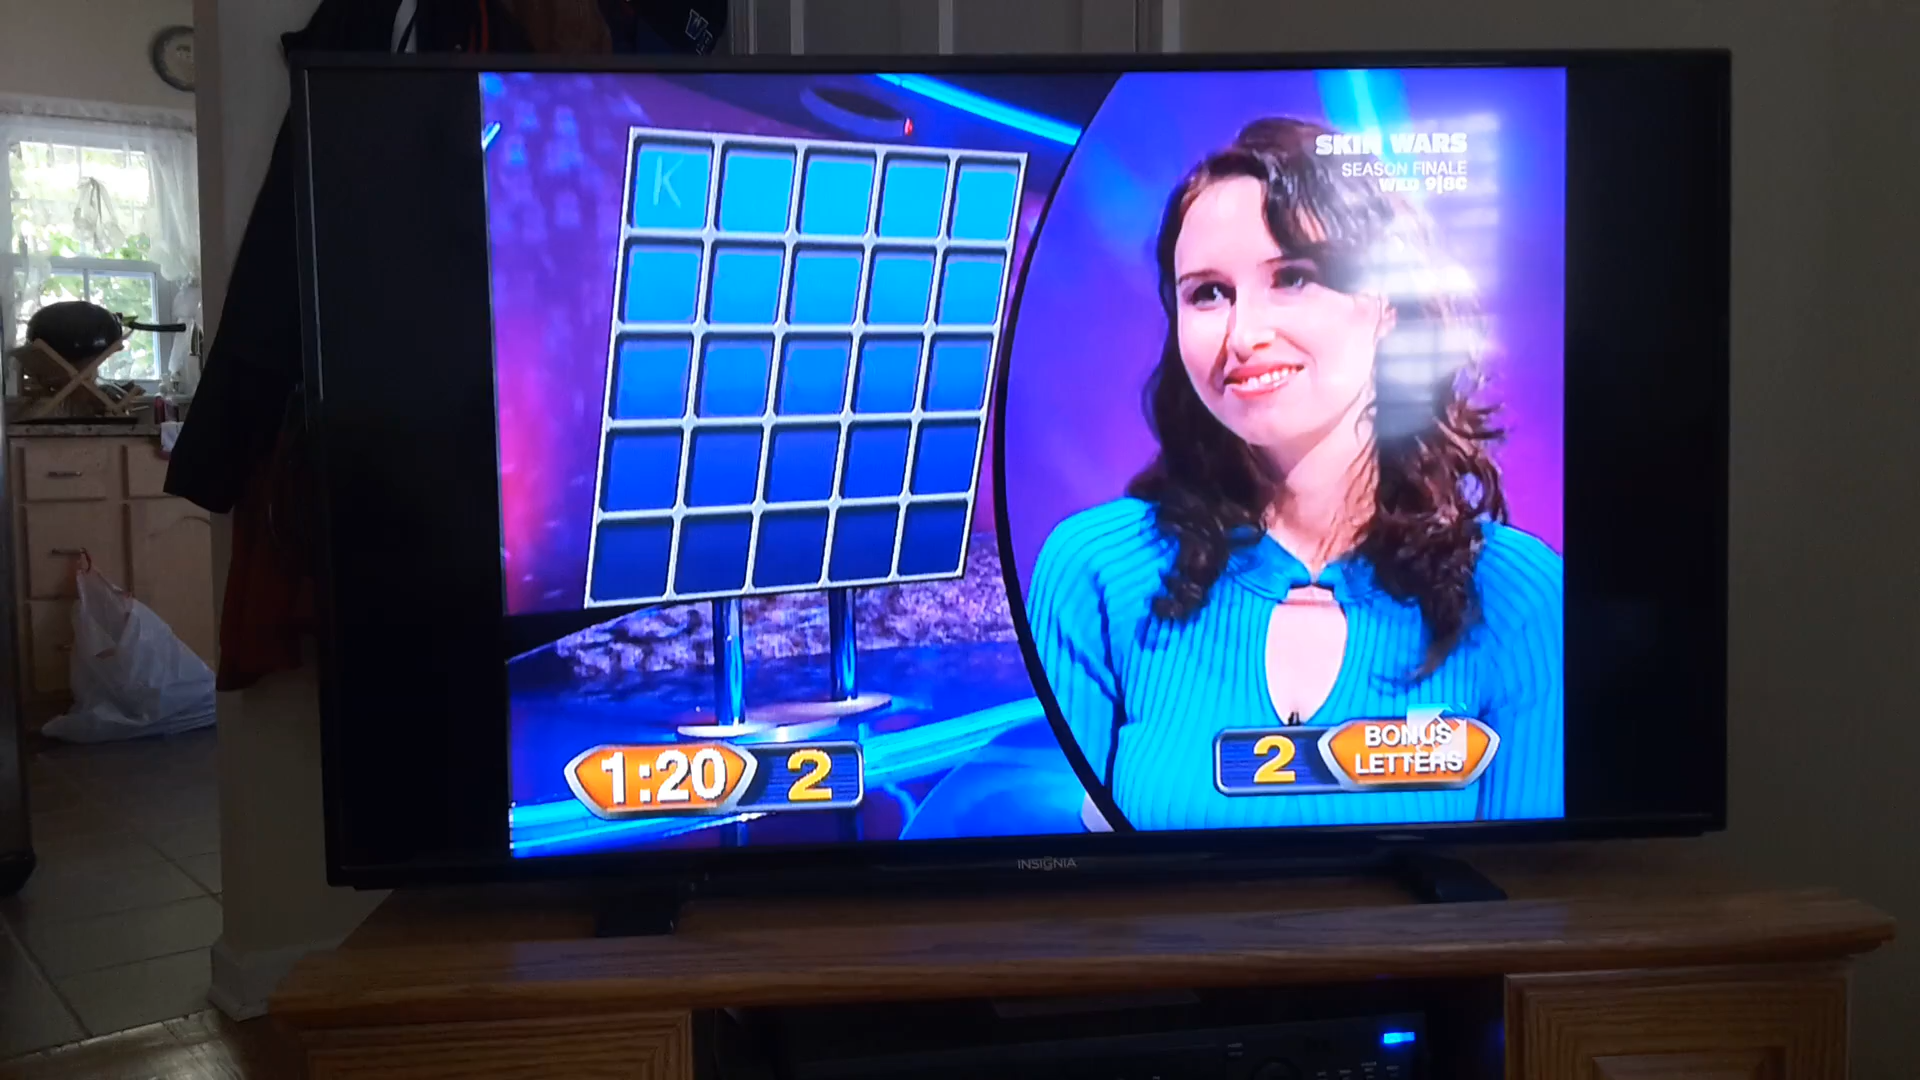 K
SKIN WARS
SEASON FINALE
WED 9|8C
1:20 2
2 BONUS
LETTERS
INSIGNIA